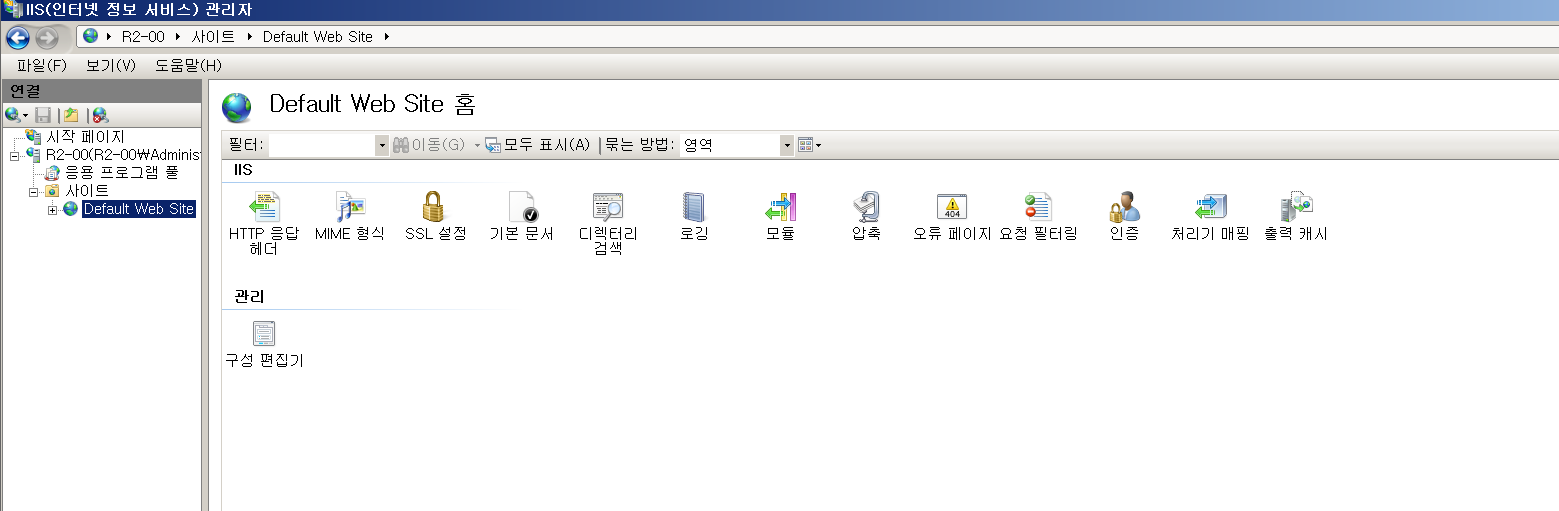 IIS(인터넷 정보 서비스) 관리자
R2-00 사이트 Default Web Site
파일(F) 보기(V) 도움말(H)
연결
시작 페이지
R2-00(R2-00₩Adminis
응용 프로그램 풀
사이트
Default Web Site
Default Web Site 홈
필터: 이동(G) 모두 표시(A) 묶는 방법: 영역
IIS
HTTP 응답 헤더
MIME 형식
SSL 설정
기본 문서
디렉터리 검색
로깅
모듈
압축
404
오류 페이지
요청 필터링
인증
처리기 매핑
출력 캐시
관리
구성 편집기